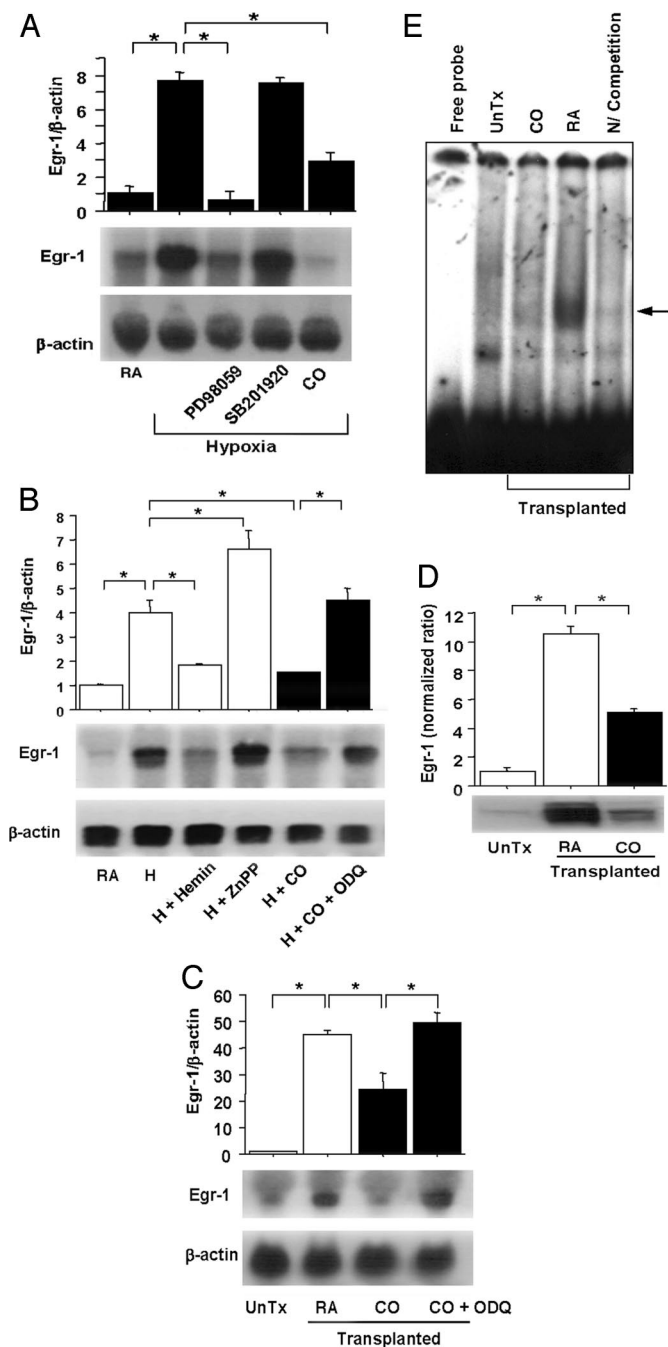 A
*
*
*
Egr-1/β-actin
8
6
4
2
0
Egr-1
β-actin
RA
PD98059
SB201920
CO
Hypoxia
E
Free probe
UnTx
CO
RA
N/ Competition
Transplanted
B
*
*
*
*
*
Egr-1/β-actin
8
7
6
5
4
3
2
1
0
Egr-1
β-actin
RA
H
H + Hemin
H + ZnPP
H + CO
H + CO + ODQ
D
*
*
Egr-1 (normalized ratio)
12
10
8
6
4
2
0
UnTx
RA
CO
Transplanted
C
*
*
*
Egr-1/β-actin
60
50
40
30
20
10
0
Egr-1
β-actin
UnTx
RA
CO
CO + ODQ
Transplanted